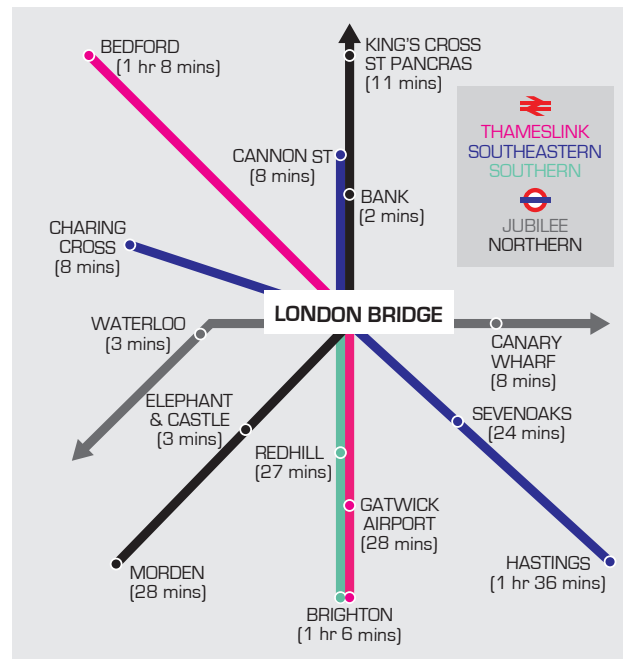 BEDFORD
(1 hr 8 mins)
KING'S CROSS
ST PANCRAS
(11 mins)
THAMESLINK
SOUTHEASTERN
SOUTHERN
JUBILEE
NORTHERN
CANNON ST
(8 mins)
BANK
(2 mins)
CHARING
CROSS
(8 mins)
LONDON BRIDGE
WATERLOO
(3 mins)
CANARY
WHARF
(8 mins)
ELEPHANT
& CASTLE
(3 mins)
SEVENOAKS
(24 mins)
REDHILL
(27 mins)
GATWICK
AIRPORT
(28 mins)
MORDEN
(28 mins)
HASTINGS
(1 hr 36 mins)
BRIGHTON
(1 hr 6 mins)